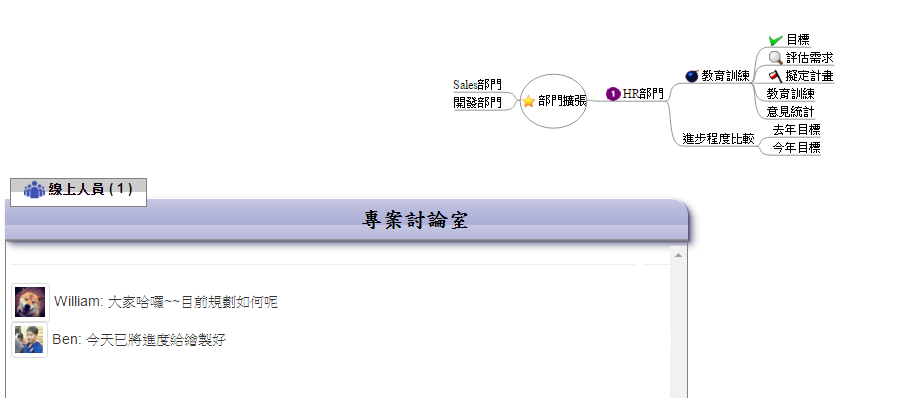 目標
評估需求
擬定計畫
教育訓練
意見統計
教育訓練
Sales部門
開發部門
部門擴張
1 HR部門
進步程度比較
去年目標
今年目標
線上人員 ( 1 )
專案討論室
William: 大家哈囉~~目前規劃如何呢
Ben: 今天已將進度給繪製好